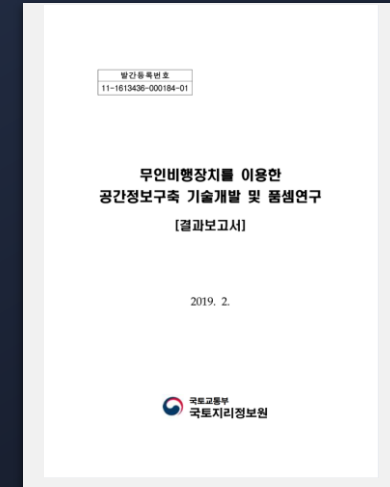 발간등록번호
11-1613436-000184-01
무인비행장치를 이용한
공간정보구축 기술개발 및 품셈연구
[결과보고서]
2019. 2.
국토교통부
국토지리정보원